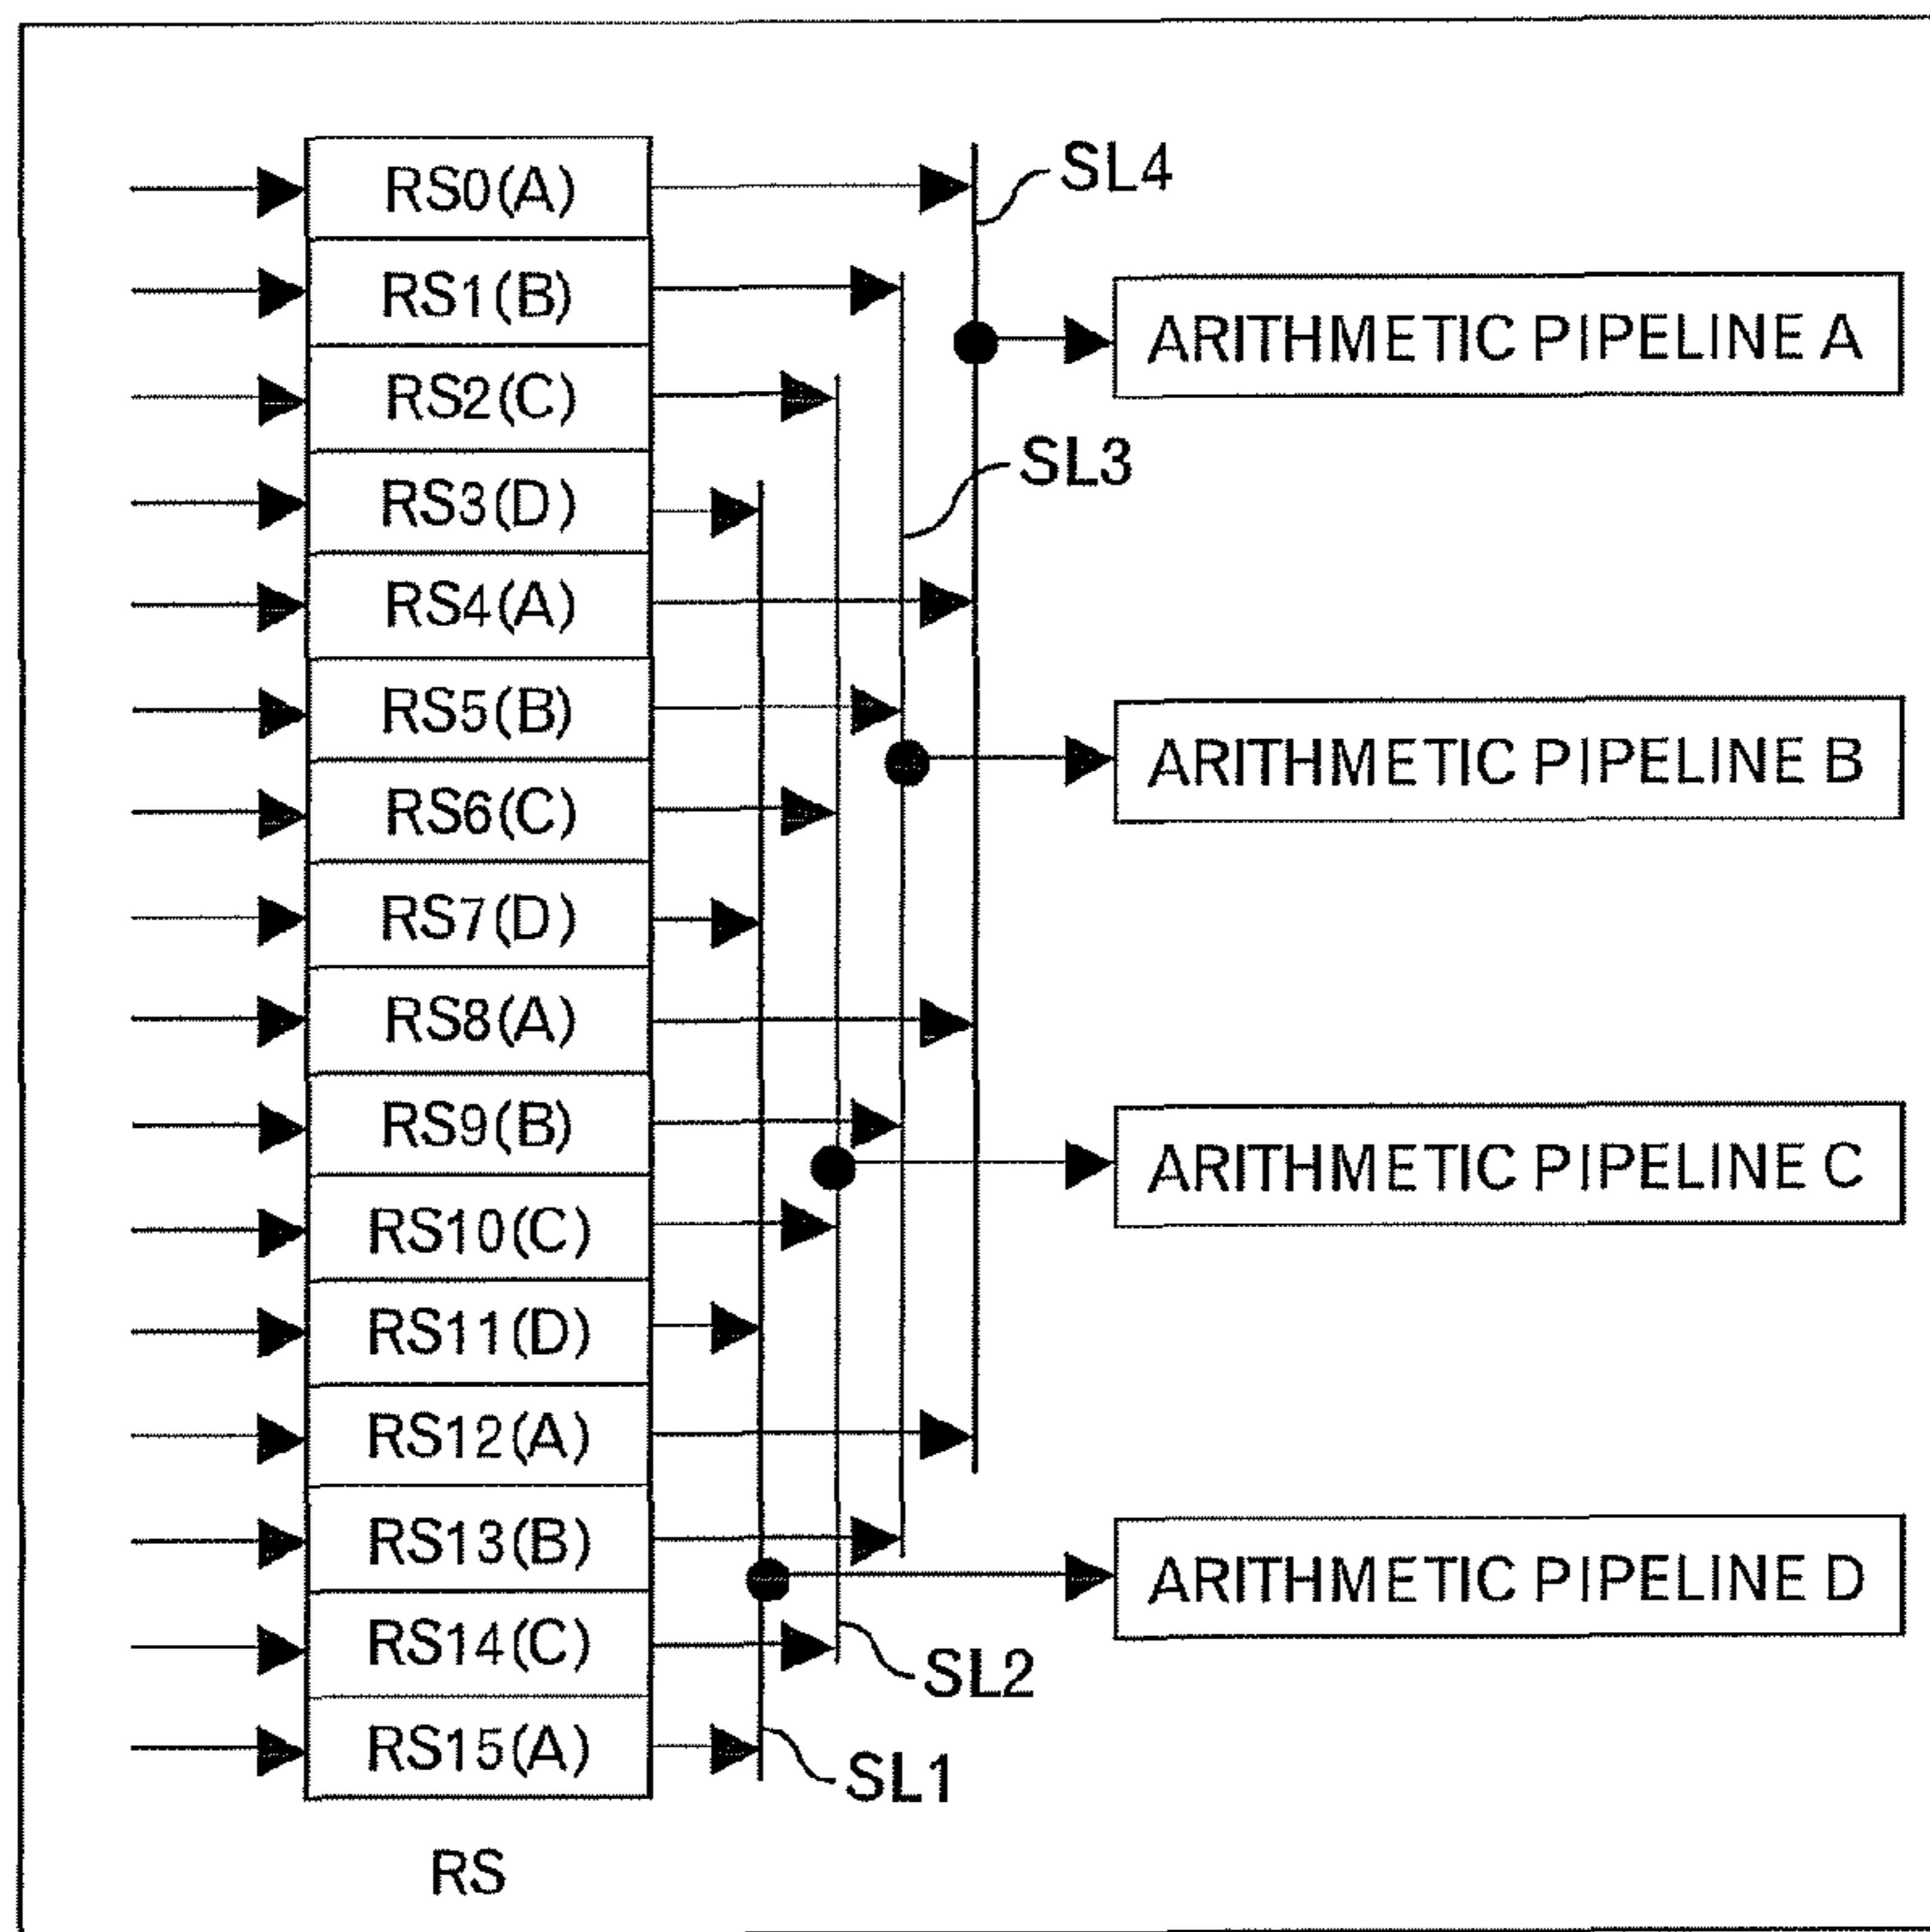 RS0(A)
SL4
RS1(B)
ARITHMETIC PIPELINE A
RS2(C)
SL3
RS3(D)
RS4(A)
RS5(B)
ARITHMETIC PIPELINE B
RS6(C)
RS7(D)
RS8(A)
RS9(B)
ARITHMETIC PIPELINE C
RS10(C)
RS11(D)
RS12(A)
RS13(B)
ARITHMETIC PIPELINE D
RS14(C)
SL2
RS15(A)
SL1
RS